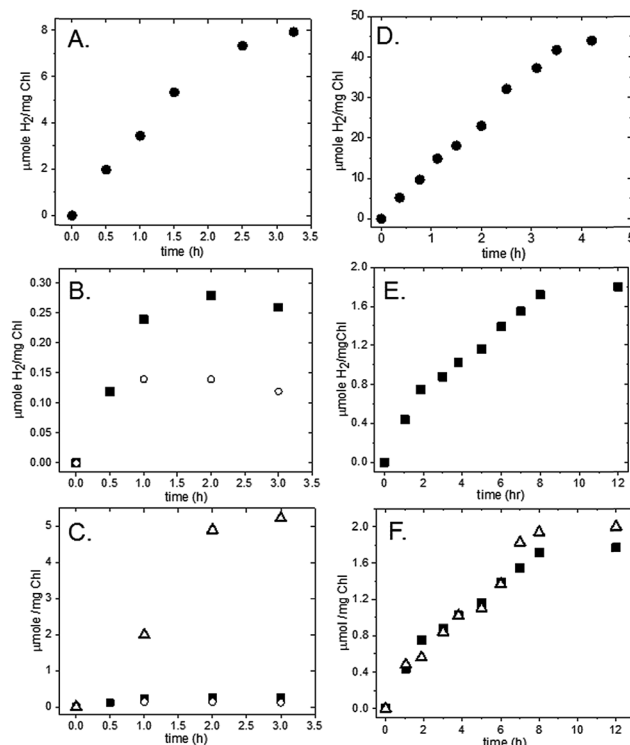 A.
μmole H2/mg Chl
8
6
4
2
0
0.0 0.5 1.0 1.5 2.0 2.5 3.0 3.5
time (h)
D.
μmole H2/mg Chl
50
40
30
20
10
0
0 1 2 3 4 5
time (h)
B.
μmole H2/mg Chl
0.30
0.25
0.20
0.15
0.10
0.05
0.00
0.0 0.5 1.0 1.5 2.0 2.5 3.0 3.5
time (h)
E.
μmole H2/mgChl
1.8
1.2
0.8
0.4
0.0
0 2 4 6 8 10 12
time (hr)
C.
μmole /mg Chl
5
4
2
1
0
0.0 0.5 1.0 1.5 2.0 2.5 3.0 3.5
time (h)
F.
μmol /mg Chl
2.0
1.6
1.2
0.8
0.4
0.0
0 2 4 6 8 10 12
time (h)